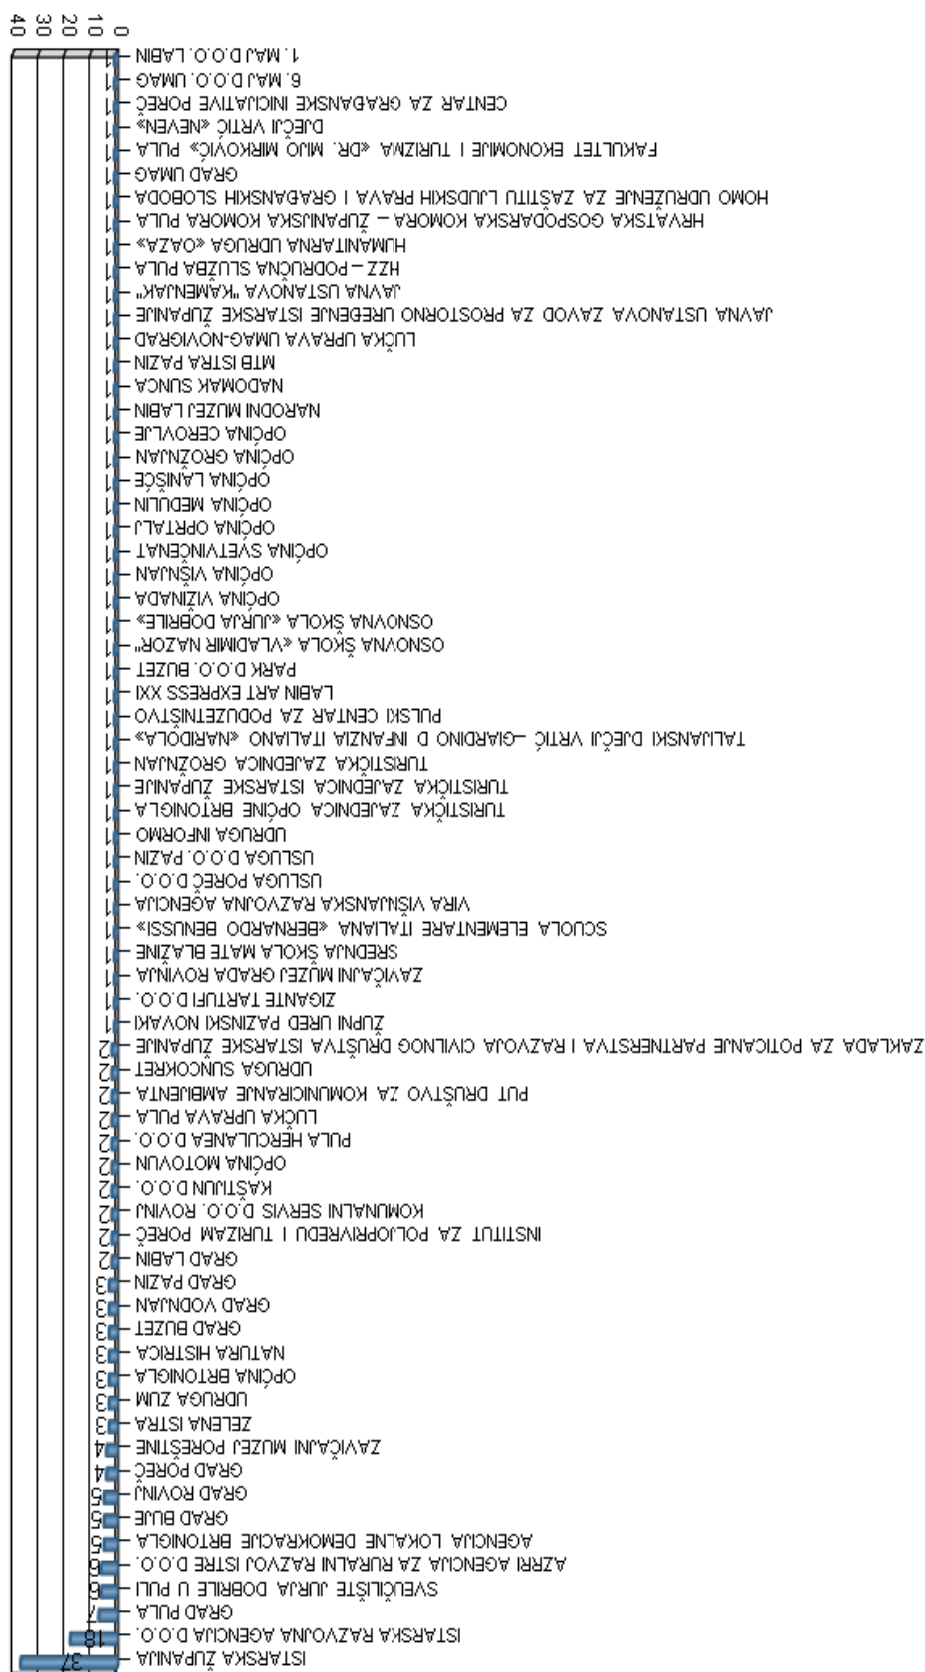 ISTARSKA ŽUPANIJA 37
ISTARSKA RAZVOJNA AGENCIJA D.O.O. 18
GRAD PULA 7
SVEUČILIŠTE JURJA DOBRILE U PULI 6
AZRRI AGENCIJA ZA RURALNI RAZVOJ ISTRE D.O.O. 6
AGENCIJA LOKALNE DEMOKRACIJE BRTONIGLA 5
GRAD BUJE 5
GRAD ROVINJ 5
GRAD POREČ 4
ZAVIČAJNI MUZEJ POREŠTINE 4
ZELENA ISTRA 3
UDRUGA ZUM 3
OPĆINA BRTONIGLA 3
NATURA HISTRICA 3
GRAD BUZET 3
GRAD VODNJAN 3
GRAD PAZIN 3
GRAD LABIN 2
INSTITUT ZA POLJOPRIVREDU I TURIZAM POREČ 2
KOMUNALNI SERVIS D.O.O. ROVINJ 2
KAŠTIJUN D.O.O. 2
OPĆINA MOTOVUN 2
PULA HERCULANEA D.O.O. 2
LUČKA UPRAVA PULA 2
PUT DRUŠTVO ZA KOMUNICIRANJE AMBIJENTA 2
UDRUGA SUNCOKRET 2
ZAKLADA ZA POTICANJE PARTNERSTVA I RAZVOJA CIVILNOG DRUŠTVA ISTARSKE ŽUPANIJE 2
ŽUPNI URED PAZINSKI NOVAKI 1
ZIGANTE TARTUFI D.O.O. 1
ZAVIČAJNI MUZEJ GRADA ROVINJA 1
SREDNJA ŠKOLA MATE BLAŽINE 1
SCUOLA ELEMENTARE ITALIANA «BERNARDO BENUSSI» 1
VIRA VIŠNJANSKA RAZVOJNA AGENCIJA 1
USLUGA POREČ D.O.O. 1
USLUGA D.O.O. PAZIN 1
UDRUGA INFORMO 1
TURISTIČKA ZAJEDNICA OPĆINE BRTONIGLA 1
TURISTIČKA ZAJEDNICA ISTARSKE ŽUPANIJE 1
TURISTIČKA ZAJEDNICA GROŽNJAN 1
TALIJANSKI DJEČJI VRTIĆ –GIARDINO D INFANZIA ITALIANO «NARIDOLA» 1
PULSKI CENTAR ZA PODUZETNIŠTVO 1
LABIN ART EXPRESS XXI 1
PARK D.O.O. BUZET 1
OSNOVNA ŠKOLA «VLADIMIR NAZOR" 1
OSNOVNA ŠKOLA «JURJA DOBRILE» 1
OPĆINA VIŽINADA 1
OPĆINA VIŠNJAN 1
OPĆINA SVETVINČENAT 1
OPĆINA OPRTALJ 1
OPĆINA MEDULIN 1
OPĆINA LANIŠĆE 1
OPĆINA GROŽNJAN 1
OPĆINA CEROVLJE 1
NARODNI MUZEJ LABIN 1
NADOMAK SUNCA 1
MTB ISTRA PAZIN 1
LUČKA UPRAVA UMAG-NOVIGRAD 1
JAVNA USTANOVA ZAVOD ZA PROSTORNO UREĐENJE ISTARSKE ŽUPANIJE 1
JAVNA USTANOVA "KAMENJAK" 1
HZZ – PODRUČNA SLUŽBA PULA 1
HUMANITARNA UDRUGA «OAZA» 1
HRVATSKA GOSPODARSKA KOMORA – ŽUPANIJSKA KOMORA PULA 1
HOMO UDRUŽENJE ZA ZAŠTITU LJUDSKIH PRAVA I GRAĐANSKIH SLOBODA 1
GRAD UMAG 1
FAKULTET EKONOMIJE I TURIZMA «DR. MIJO MIRKOVIĆ» PULA 1
DJEČJI VRTIĆ «NEVEN» 1
CENTAR ZA GRAĐANSKE INICIJATIVE POREČ 1
6. MAJ D.O.O. UMAG 1
1. MAJ D.O.O. LABIN 1
0 10 20 30 40